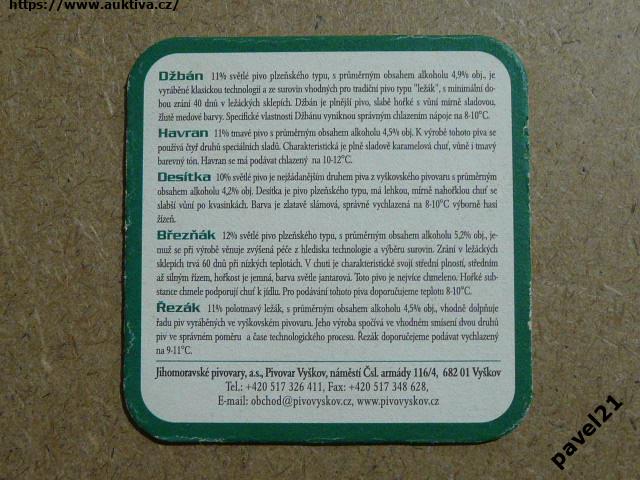 https://www.auktiva.cz/
Džbán 11% světlé pivo plzeňského typu, s průměrným obsahem alkoholu 4,9% obj., je
vyráběné klasickou technologií a ze surovin vhodných pro tradiční pivo typu "ležák", s minimální do-
bou zrání 40 dnů v ležáckých sklepích. Džbán je plnější pivo, slabě hořké s vůní mírně sladovou,
žluté medové barvy. Specifické vlastnosti Džbánu vyniknou správným chlazením nápoje na 8-10°C.
Havran 11% tmavé pivo s průměrným obsahem alkoholu 4,5% obj. K výrobě tohoto piva se
používá čtyř druhů speciálních sladů. Charakteristická je plně sladově karamelová chuť, vůně i tmavý
barevný tón. Havran se má podávat chlazený na 10-12°C.
Desítka 10% světlé pivo je nejžádanějším druhem piva z vyškovského pivovaru s průměrným
obsahem alkoholu 4,2% obj. Desítka je pivo plzeňského typu, má lehkou, mírně nahořklou chuť se
slabší vůní po kvasinkách. Barva je zlatavě slámová, správně vychlazená na 8-10°C výborně hasí
žízeň.
Březňák 12% světlé pivo plzeňského typu, s průměrným obsahem alkoholu 5,2% obj., je-
muž se při výrobě věnuje zvýšená péče z hlediska technologie a výběru surovin. Zrání v ležáckých
sklepích trvá 60 dnů při nízkých teplotách. V chuti je charakteristické svojí střední plností, středním
až silným řízem, hořkost je jemná, barva světle jantarová. Toto pivo je nejvíce chmeleno. Hořké sub-
stance chmele podporují chuť k jídlu. Pro podávání tohoto piva doporučujeme teplotu 8-10°C.
Řezák 11% polotmavý ležák, s průměrným obsahem alkoholu 4,5% obj., vhodně doplňuje
řadu piv vyráběných ve vyškovském pivovaru. Jeho výroba spočívá ve vhodném smísení dvou druhů
piv ve správném poměru a čase technologického procesu. Řezák doporučujeme podávat vychlazený
na 9-11°C.
Jihomoravské pivovary, a.s., Pivovar Vyškov, náměstí Čsl. armády 116/4, 682 01 Vyškov
Tel.: +420 517 326 411, Fax: +420 517 348 628,
E-mail: obchod@pivovyskov.cz, www.pivovyskov.cz
pavel21